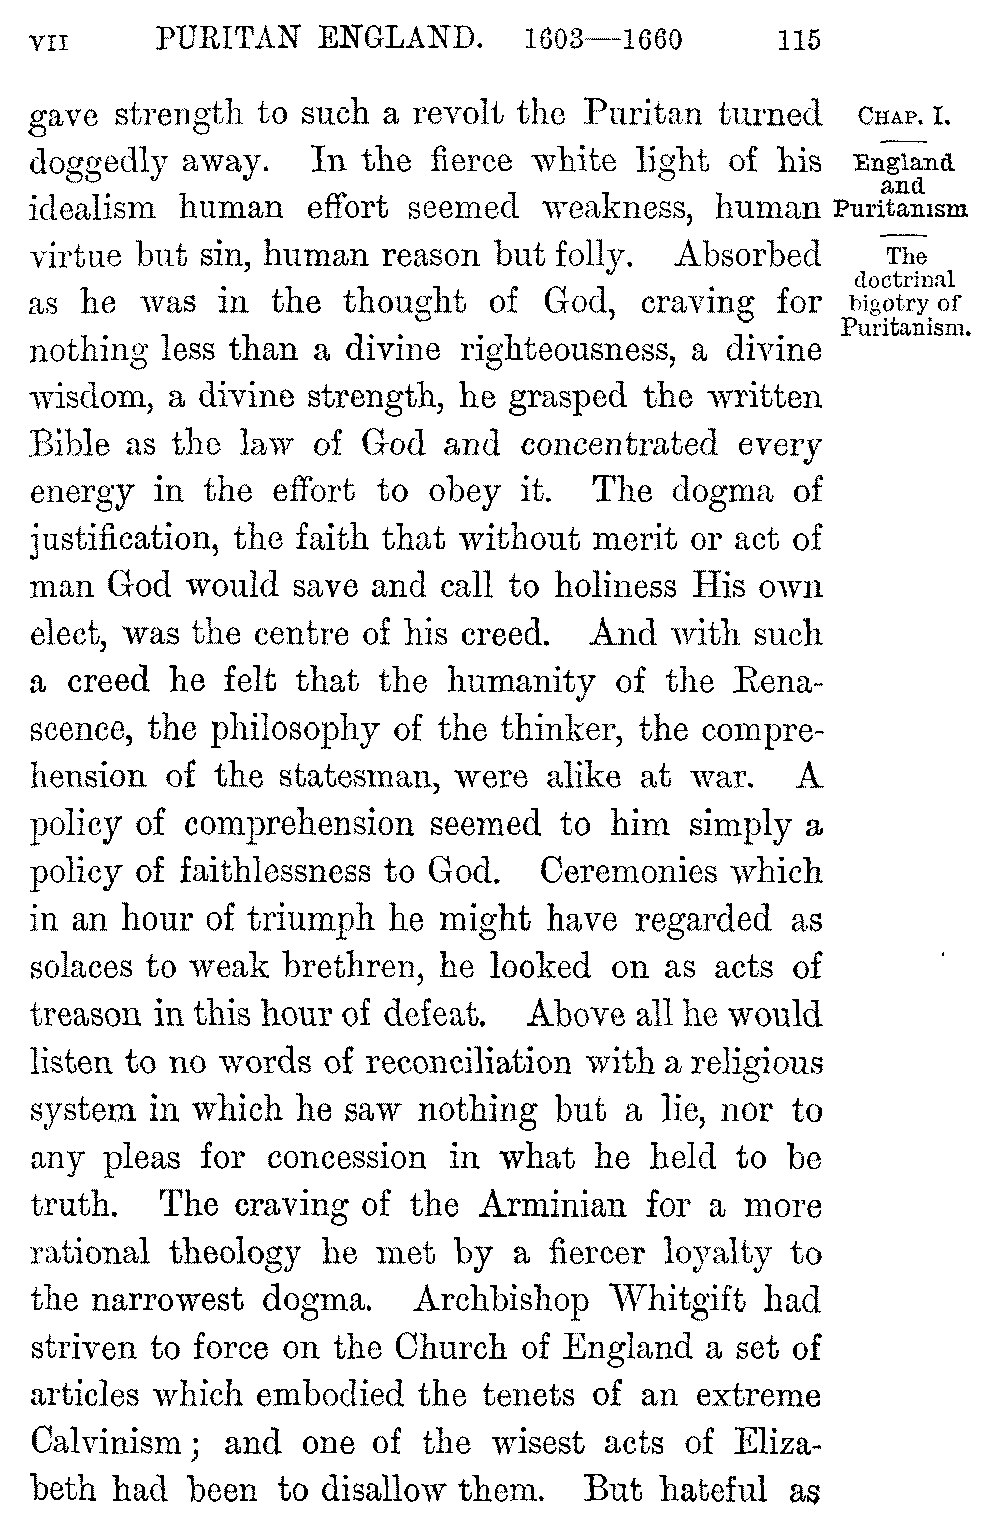 VII PURITAN ENGLAND. 1603—1660 115
gave strength to such a revolt the Puritan turned
doggedly away. In the fierce white light of his
idealism human effort seemed weakness, human
virtue but sin, human reason but folly. Absorbed
as he was in the thought of God, craving for
nothing less than a divine righteousness, a divine
wisdom, a divine strength, he grasped the written
Bible as the law of God and concentrated every
energy in the effort to obey it. The dogma of
justification, the faith that without merit or act of
man God would save and call to holiness His own
elect, was the centre of his creed. And with such
a creed he felt that the humanity of the Rena-
scence, the philosophy of the thinker, the compre-
hension of the statesman, were alike at war. A
policy of comprehension seemed to him simply a
policy of faithlessness to God. Ceremonies which
in an hour of triumph he might have regarded as
solaces to weak brethren, he looked on as acts of
treason in this hour of defeat. Above all he would
listen to no words of reconciliation with a religious
system in which he saw nothing but a lie, nor to
any pleas for concession in what he held to be
truth. The craving of the Arminian for a more
rational theology he met by a fiercer loyalty to
the narrowest dogma. Archbishop Whitgift had
striven to force on the Church of England a set of
articles which embodied the tenets of an extreme
Calvinism; and one of the wisest acts of Eliza-
beth had been to disallow them. But hateful as
CHAP. I.
England
and
Puritanism
The
doctrinal
bigotry of
Puritanism.